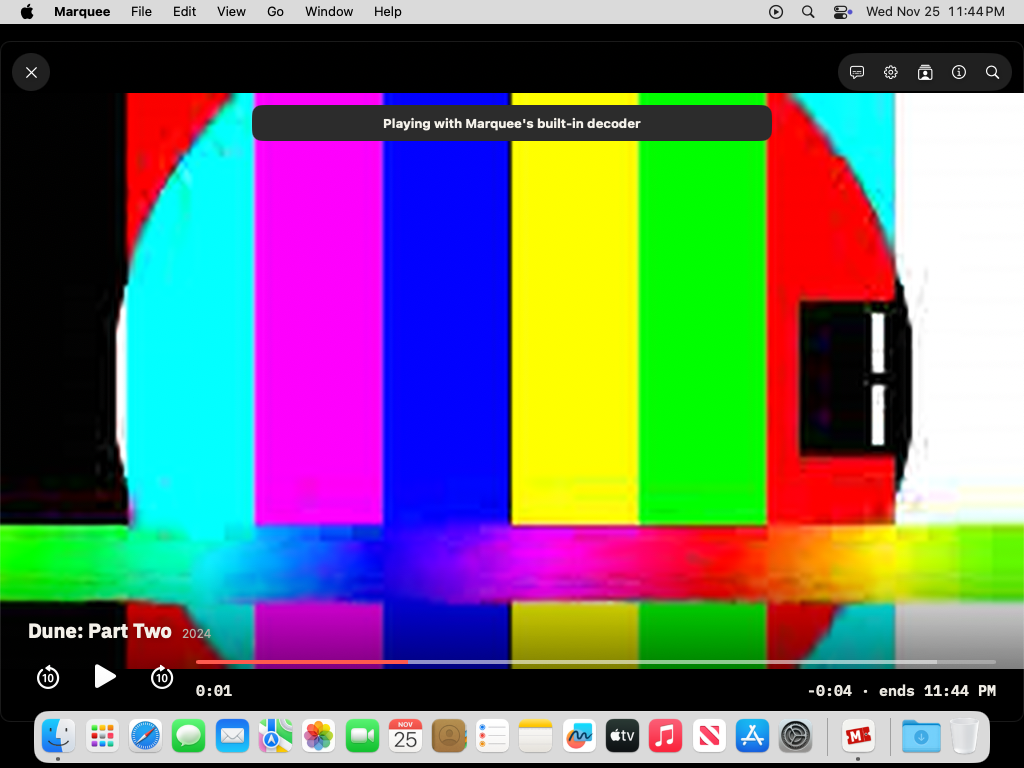 Marquee File Edit View Go Window Help Wed Nov 25 11:44 PM
Playing with Marquee's built-in decoder
Dune: Part Two 2024
10 10
0:01 -0:04 · ends 11:44 PM
NOV
25
tv